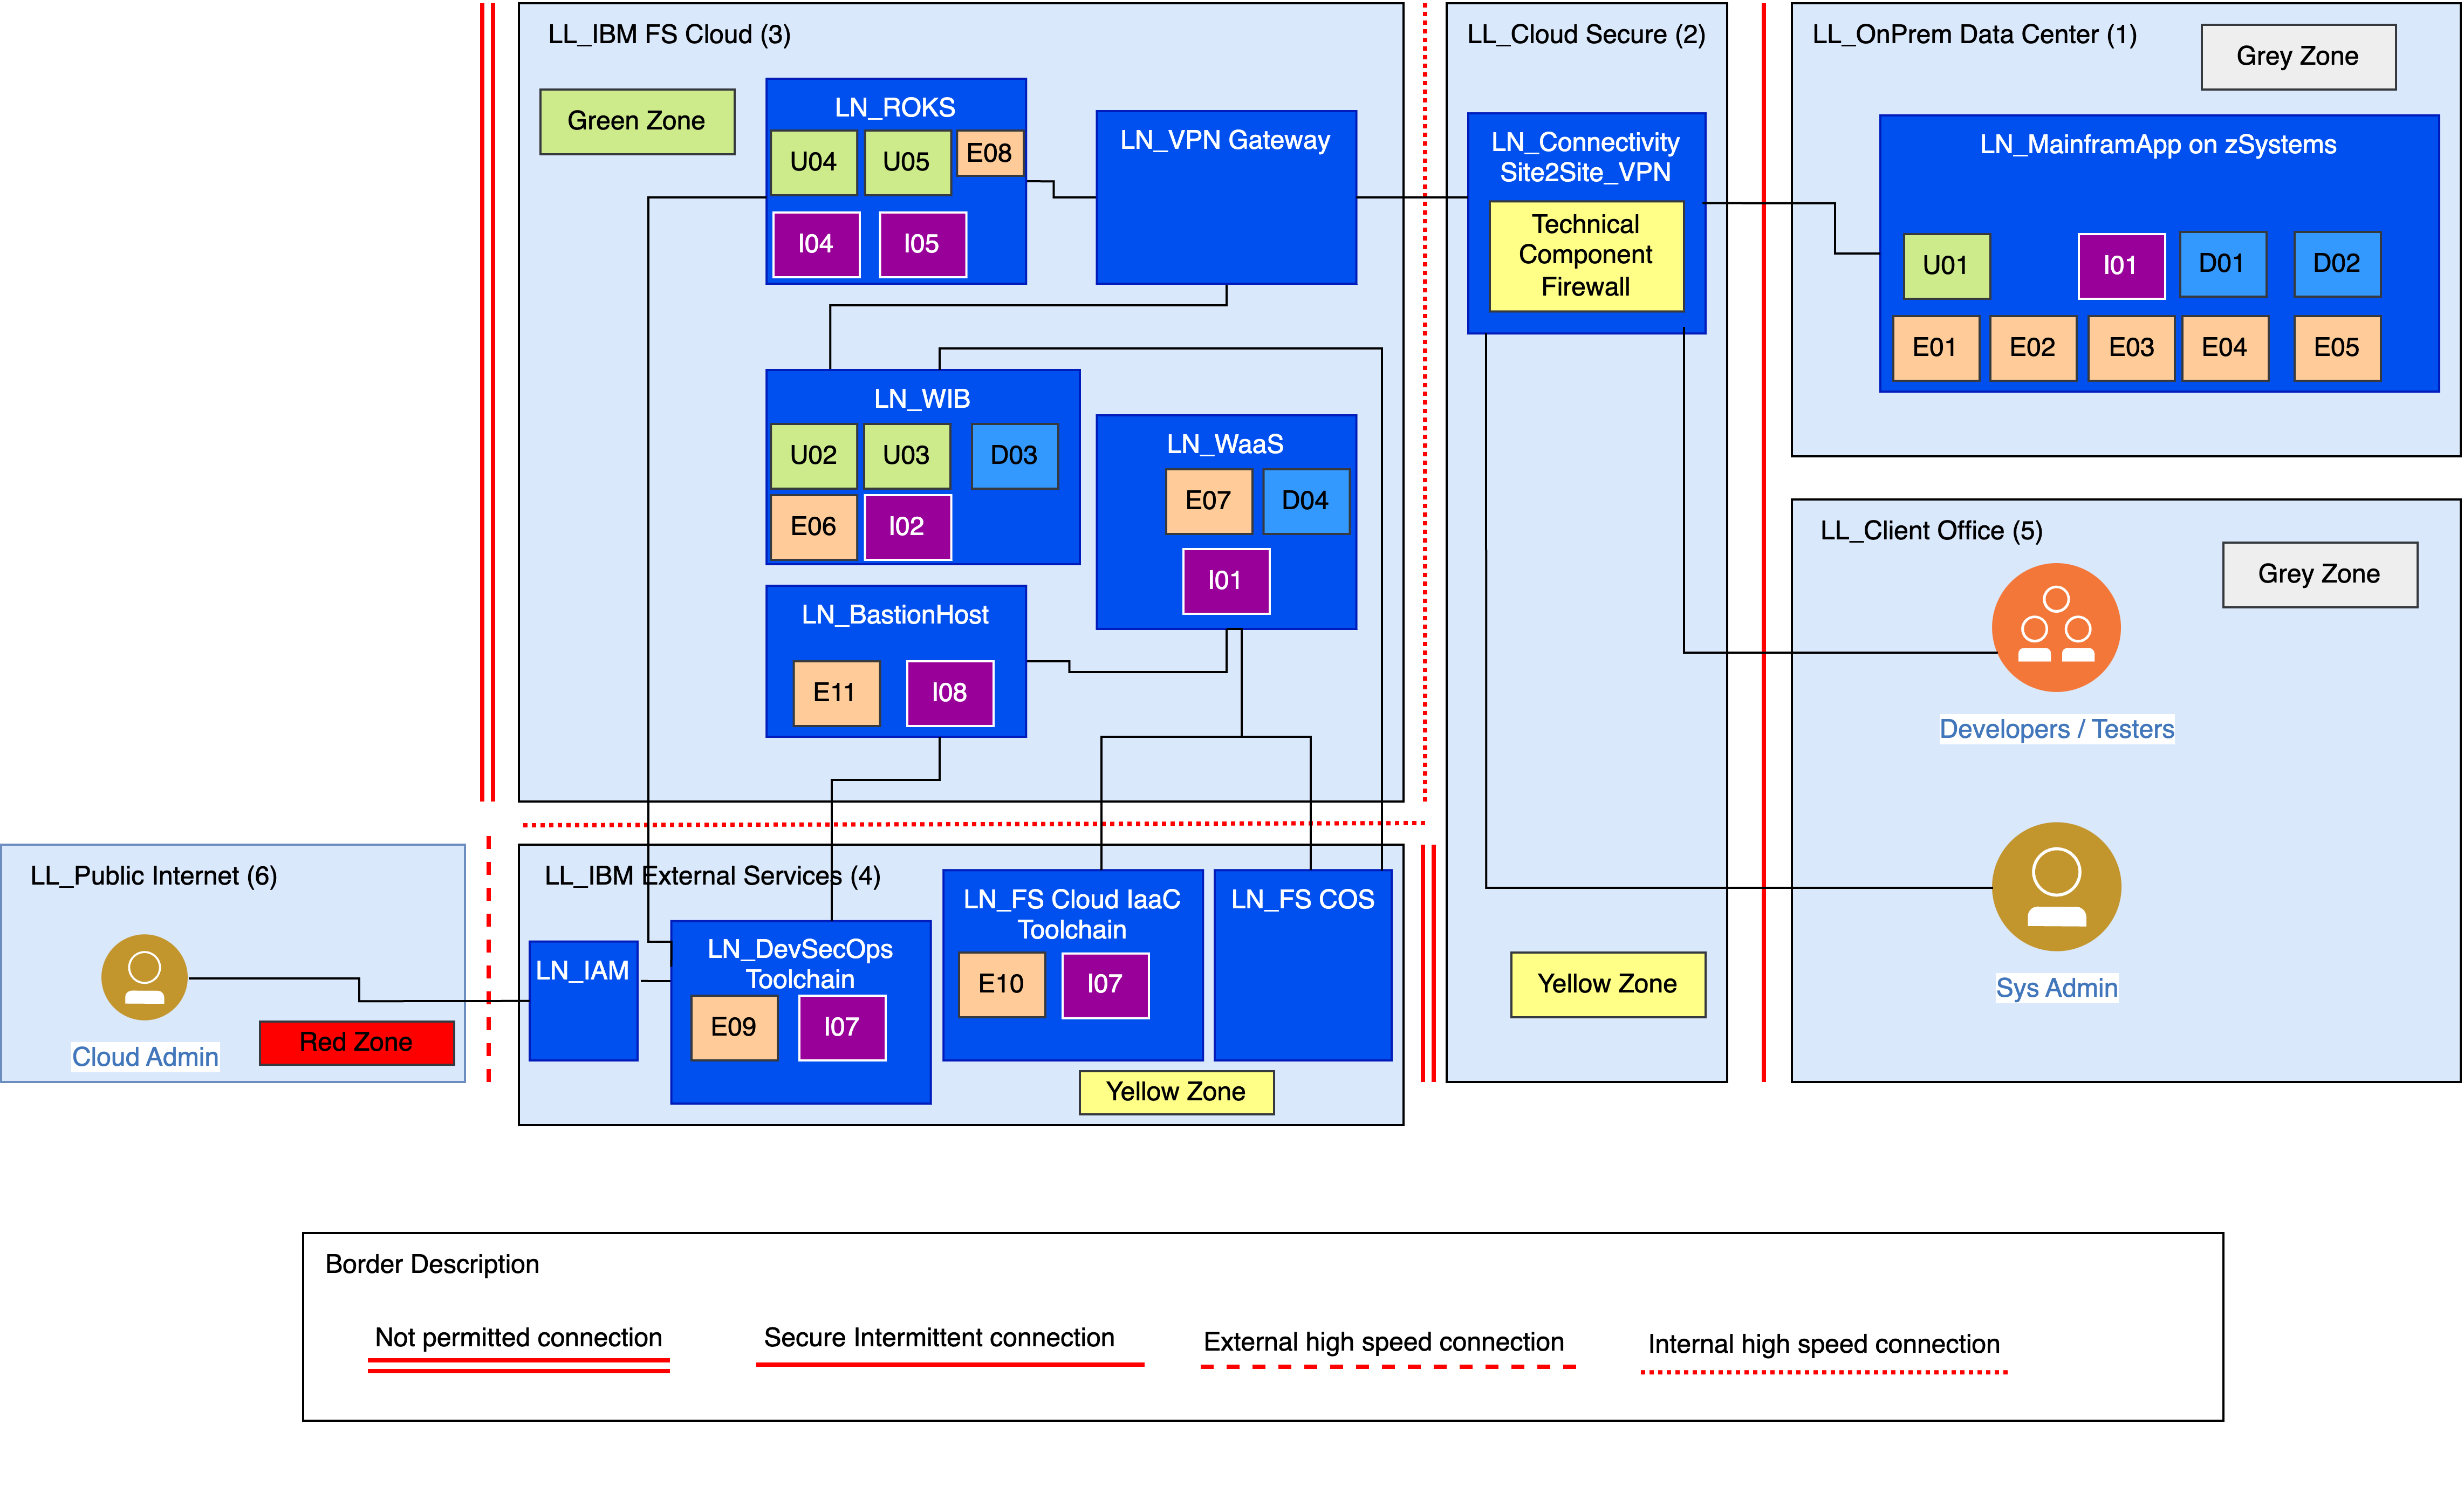 LL_IBM FS Cloud (3)
Green Zone
LN_ROKS
U04
U05
E08
I04
I05
LN_VPN Gateway
LN_WIB
U02
U03
D03
E06
I02
LN_WaaS
E07
D04
I01
LN_BastionHost
E11
I08
LL_Cloud Secure (2)
LN_Connectivity
Site2Site_VPN
Technical
Component
Firewall
Yellow Zone
LL_OnPrem Data Center (1)
Grey Zone
LN_MainframApp on zSystems
U01
I01
D01
D02
E01
E02
E03
E04
E05
LL_Client Office (5)
Grey Zone
Developers / Testers
Sys Admin
LL_Public Internet (6)
Cloud Admin
Red Zone
LL_IBM External Services (4)
LN_IAM
LN_DevSecOps
Toolchain
E09
I07
LN_FS Cloud IaaC
Toolchain
E10
I07
LN_FS COS
Yellow Zone
Border Description
Not permitted connection
Secure Intermittent connection
External high speed connection
Internal high speed connection